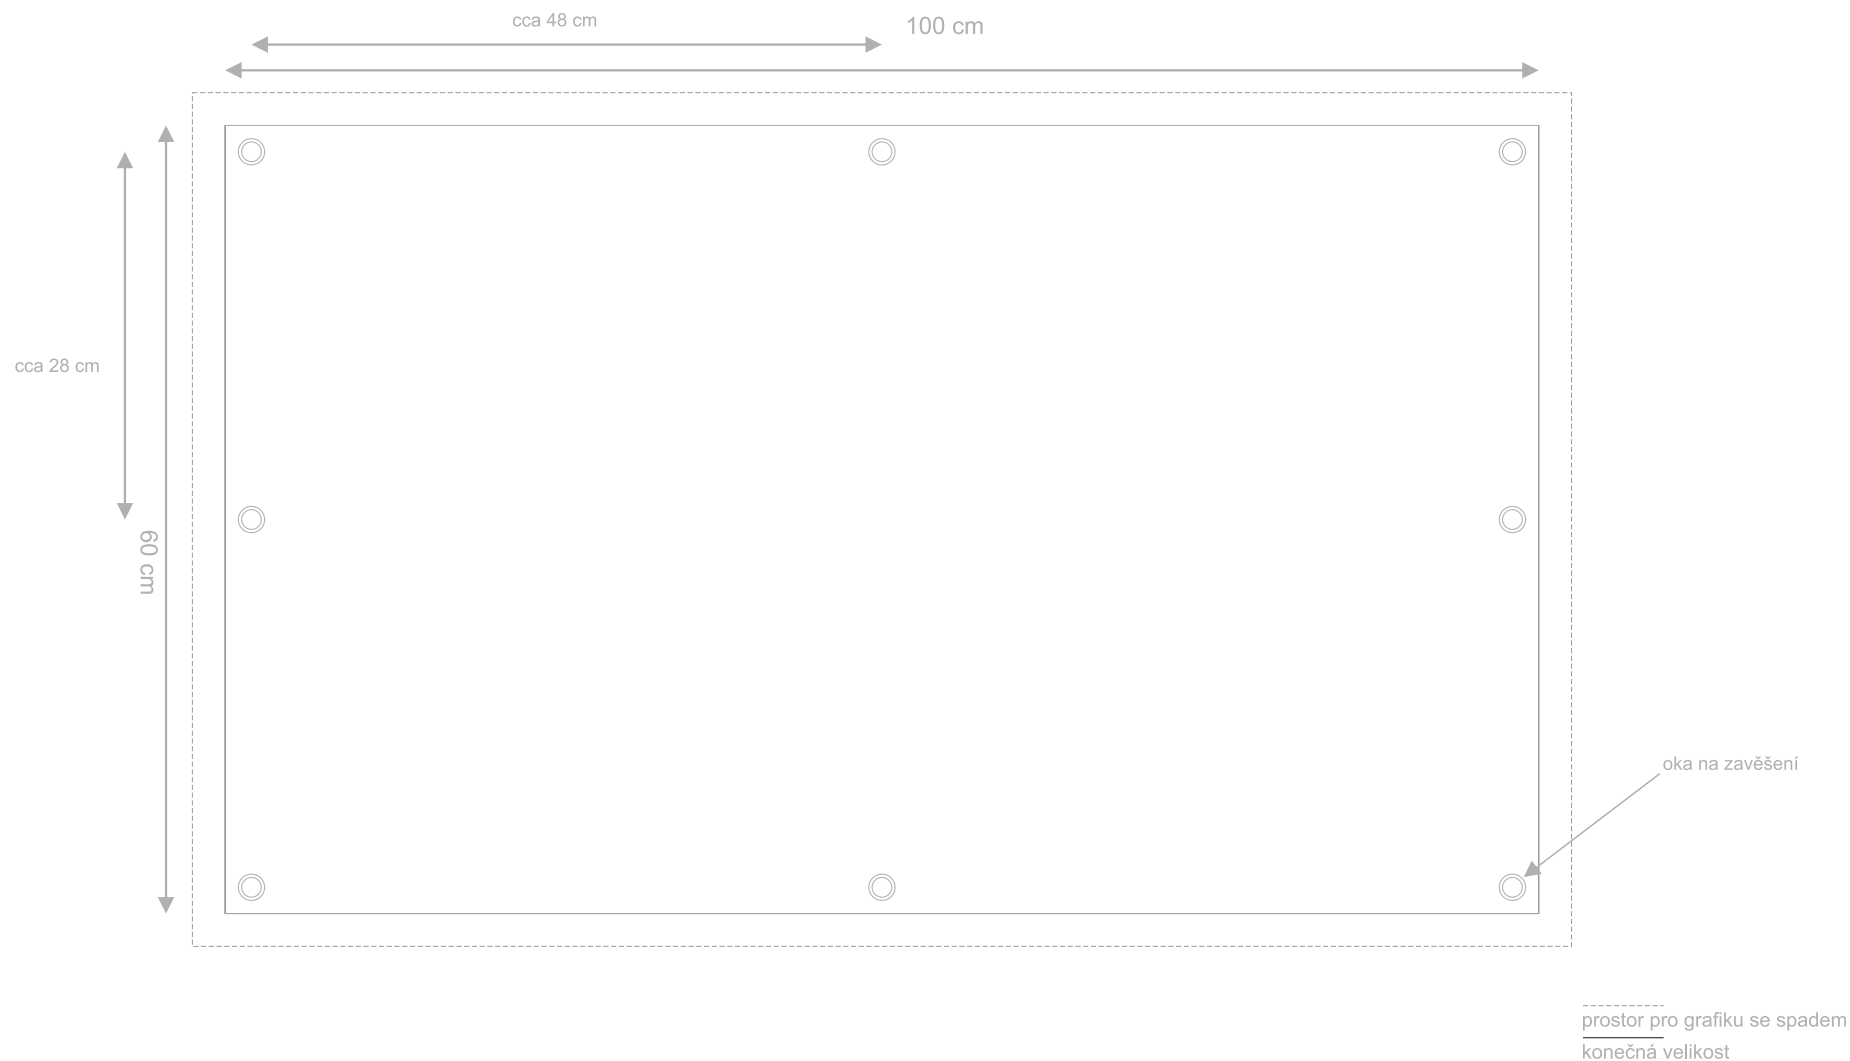 cca 48 cm
100 cm
cca 28 cm
60 cm
oka na zavěšení
prostor pro grafiku se spadem
konečná velikost